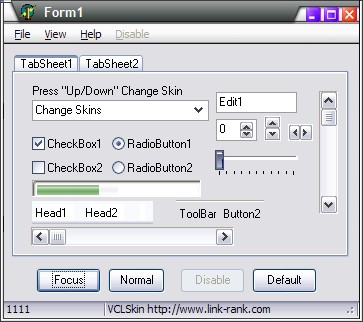 Form1
File View Help Disable
TabSheet1 TabSheet2
Press "Up/Down" Change Skin
Change Skins
Edit1
0
CheckBox1 RadioButton1
CheckBox2 RadioButton2
Head1 Head2
ToolBar Button2
Focus Normal Disable Default
1111 VCLSkin http://www.link-rank.com